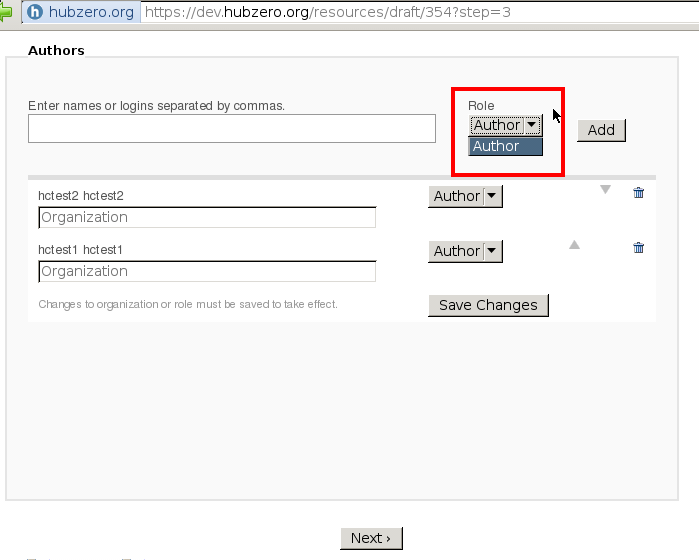 hubzero.org https://dev.hubzero.org/resources/draft/354?step=3
Authors
Enter names or logins separated by commas.
Role
Author
Add
Author
hctest2 hctest2
Author
Organization
hctest1 hctest1
Author
Organization
Changes to organization or role must be saved to take effect.
Save Changes
Next ›